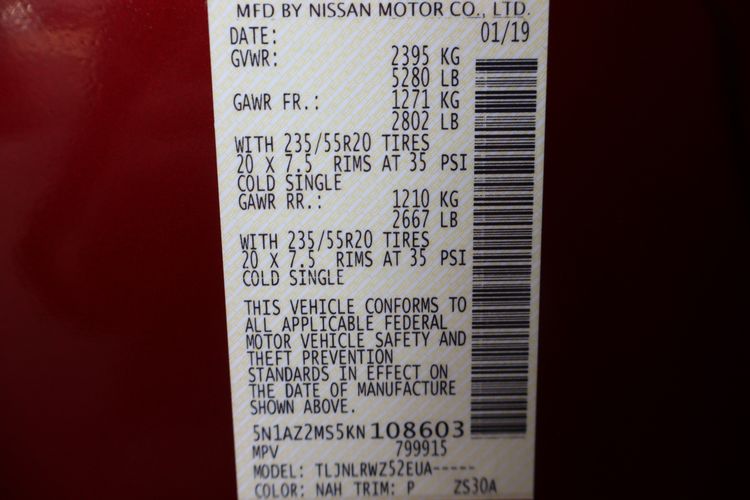 MFD BY NISSAN MOTOR CO., LTD.
DATE: 01/19
GVWR: 2395 KG
5280 LB
GAWR FR.: 1271 KG
2802 LB
WITH 235/55R20 TIRES
20 X 7.5 RIMS AT 35 PSI
COLD SINGLE
GAWR RR.: 1210 KG
2667 LB
WITH 235/55R20 TIRES
20 X 7.5 RIMS AT 35 PSI
COLD SINGLE
THIS VEHICLE CONFORMS TO
ALL APPLICABLE FEDERAL
MOTOR VEHICLE SAFETY AND
THEFT PREVENTION
STANDARDS IN EFFECT ON
THE DATE OF MANUFACTURE
SHOWN ABOVE.
5N1AZ2MS5KN108603
MPV 799915
MODEL: TLJNLRWZ52EUA-----
COLOR: NAH TRIM: P ZS30A